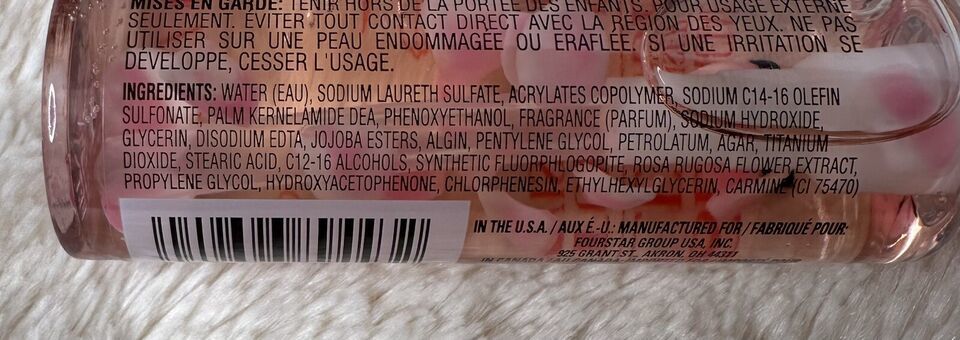 MISES EN GARDE: TENIR HORS DE LA PORTÉE DES ENFANTS. POUR USAGE EXTERNE
SEULEMENT. ÉVITER TOUT CONTACT DIRECT AVEC LA RÉGION DES YEUX. NE PAS
UTILISER SUR UNE PEAU ENDOMMAGÉE OU ÉRAFLÉE. SI UNE IRRITATION SE
DÉVELOPPE, CESSER L'USAGE.
INGREDIENTS: WATER (EAU), SODIUM LAURETH SULFATE, ACRYLATES COPOLYMER, SODIUM C14-16 OLEFIN
SULFONATE, PALM KERNELAMIDE DEA, PHENOXYETHANOL, FRAGRANCE (PARFUM), SODIUM HYDROXIDE,
GLYCERIN, DISODIUM EDTA, JOJOBA ESTERS, ALGIN, PENTYLENE GLYCOL, PETROLATUM, AGAR, TITANIUM
DIOXIDE, STEARIC ACID, C12-16 ALCOHOLS, SYNTHETIC FLUORPHLOGOPITE, ROSA RUGOSA FLOWER EXTRACT,
PROPYLENE GLYCOL, HYDROXYACETOPHENONE, CHLORPHENESIN, ETHYLHEXYLGLYCERIN, CARMINE (CI 75470)
IN THE U.S.A. / AUX É.-U.: MANUFACTURED FOR / FABRIQUÉ POUR:
FOURSTAR GROUP USA, INC.
925 GRANT ST., AKRON, OH 44311